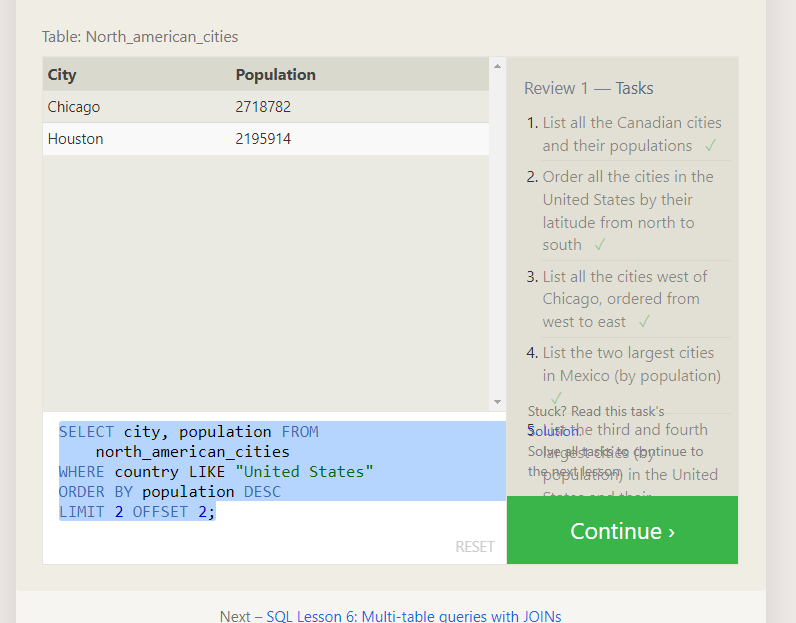 Table: North_american_cities
City Population
Chicago 2718782
Houston 2195914
SELECT city, population FROM
north_american_cities
WHERE country LIKE "United States"
ORDER BY population DESC
LIMIT 2 OFFSET 2;
RESET
Review 1 — Tasks
1. List all the Canadian cities
and their populations ✓
2. Order all the cities in the
United States by their
latitude from north to
south ✓
3. List all the cities west of
Chicago, ordered from
west to east ✓
4. List the two largest cities
in Mexico (by population)
✓
Stuck? Read this task's
Solution.
5. List the third and fourth
Solve all tasks to continue to
largest cities (by
the next lesson.
population) in the United
States and their
Continue ›
Next – SQL Lesson 6: Multi-table queries with JOINs